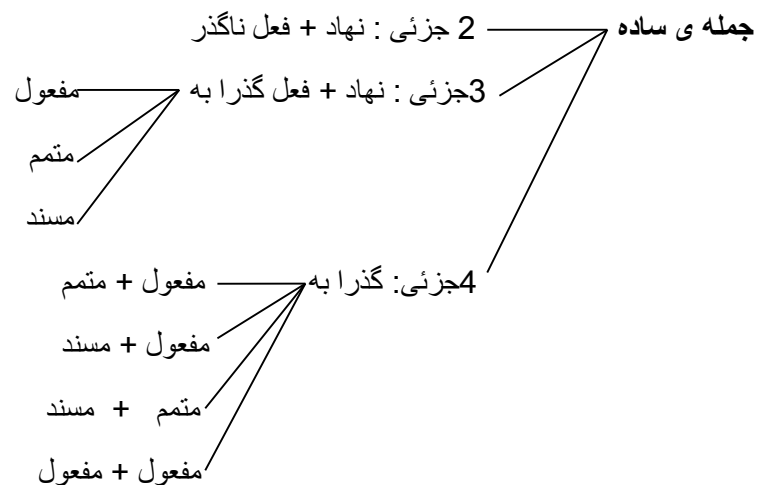 جمله ی ساده
2 جزئی : نهاد + فعل ناگذر
3جزئی : نهاد + فعل گذرا به
مفعول
متمم
مسند
4جزئی: گذرا به
مفعول + متمم
مفعول + مسند
متمم + مسند
مفعول + مفعول